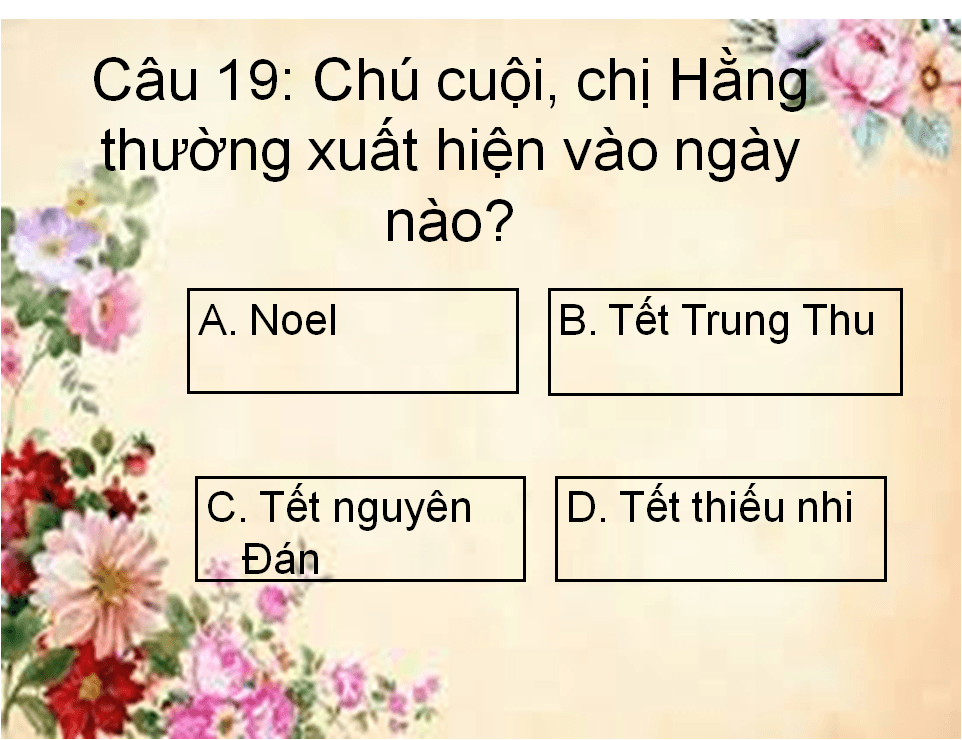 Câu 19: Chú cuội, chị Hằng
thường xuất hiện vào ngày
nào?
A. Noel
B. Tết Trung Thu
C. Tết nguyên
Đán
D. Tết thiếu nhi